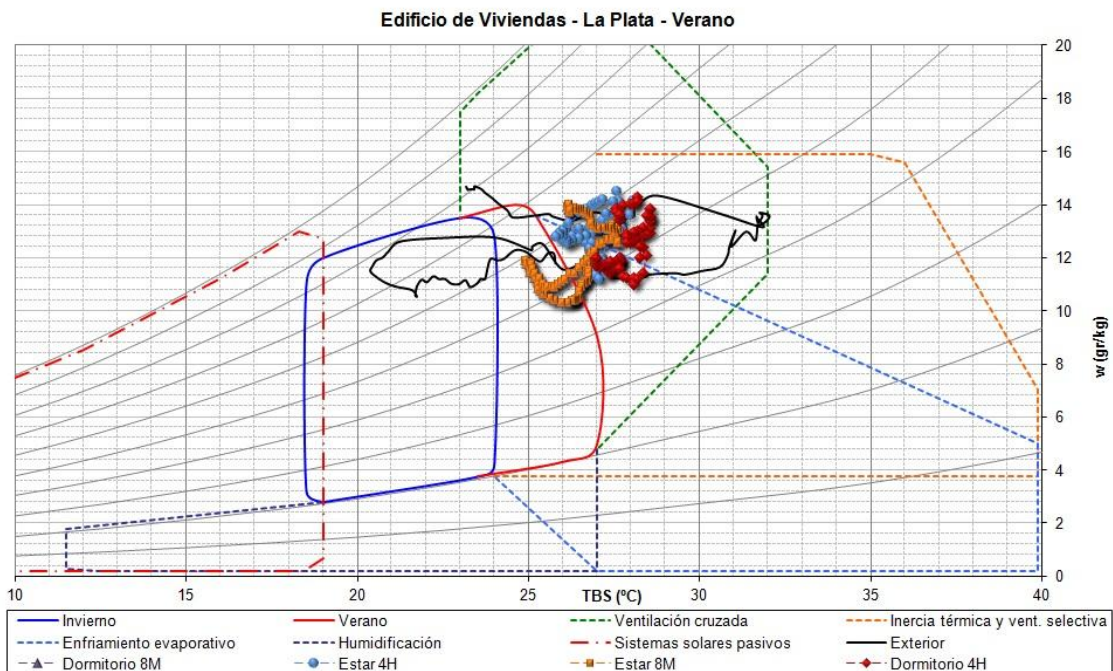 Edificio de Viviendas - La Plata - Verano
20
18
16
14
12
10
8
6
4
2
0
w (gr/kg)
10 15 20 25 TBS (ºC) 30 35 40
Invierno Verano Ventilación cruzada Inercia térmica y vent. selectiva
Enfriamiento evaporativo Humidificación Sistemas solares pasivos Exterior
Dormitorio 8M Estar 4H Estar 8M Dormitorio 4H